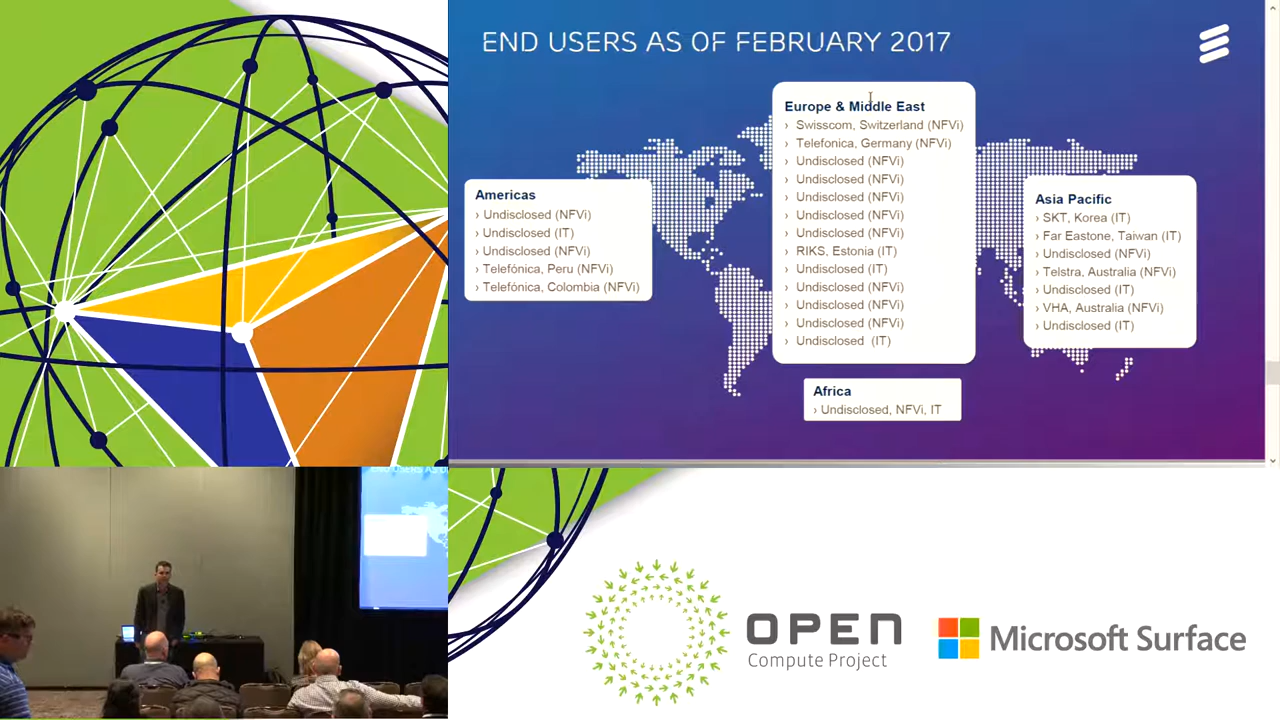 END USERS AS OF FEBRUARY 2017
Americas
› Undisclosed (NFVi)
› Undisclosed (IT)
› Undisclosed (NFVi)
› Telefónica, Peru (NFVi)
› Telefónica, Colombia (NFVi)
Europe & Middle East
› Swisscom, Switzerland (NFVi)
› Telefonica, Germany (NFVi)
› Undisclosed (NFVi)
› Undisclosed (NFVi)
› Undisclosed (NFVi)
› Undisclosed (NFVi)
› Undisclosed (NFVi)
› RIKS, Estonia (IT)
› Undisclosed (IT)
› Undisclosed (NFVi)
› Undisclosed (NFVi)
› Undisclosed (NFVi)
› Undisclosed (IT)
Africa
› Undisclosed, NFVi, IT
Asia Pacific
› SKT, Korea (IT)
› Far Eastone, Taiwan (IT)
› Undisclosed (NFVi)
› Telstra, Australia (NFVi)
› Undisclosed (IT)
› VHA, Australia (NFVi)
› Undisclosed (IT)
END USERS AS O
OPEN
Compute Project
Microsoft Surface